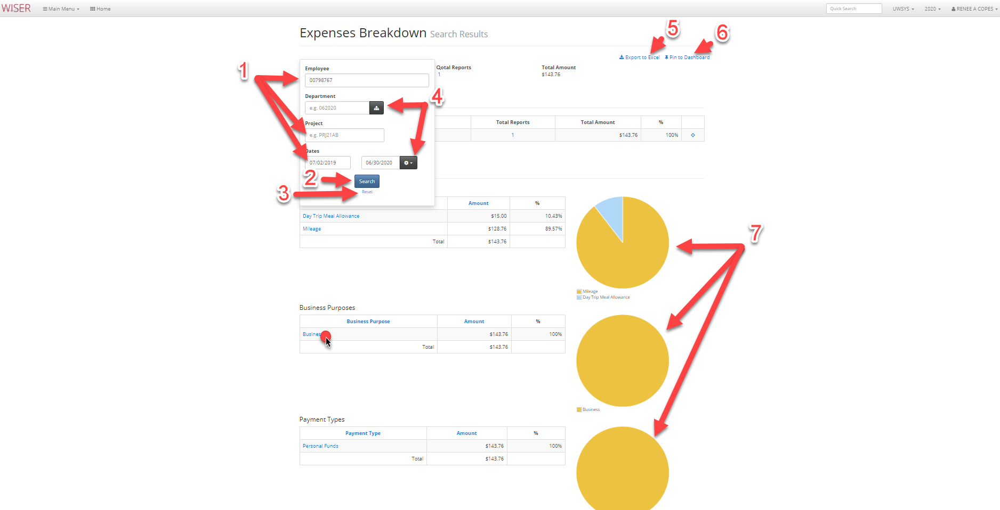 WISER Main Menu Home Quick Search UWSYS 2020 RENEE A COPES
Expenses Breakdown Search Results
5
6
Export to Excel Pin to Dashboard
1
Employee
00798767
Qotal Reports Total Amount
1 $143.76
Department
e.g. 062020
4
Project
e.g. PRJ21AB
Total Reports Total Amount %
1 $143.76 100%
Dates
07/02/2019 06/30/2020
2
Search
3
Reset
Amount %
Day Trip Meal Allowance $15.00 10.43%
Mileage $128.76 89.57%
Total $143.76
7
Mileage
Day Trip Meal Allowance
Business Purposes
Business Purpose Amount %
Busines $143.76 100%
Total $143.76
Business
Payment Types
Payment Type Amount %
Personal Funds $143.76 100%
Total $143.76